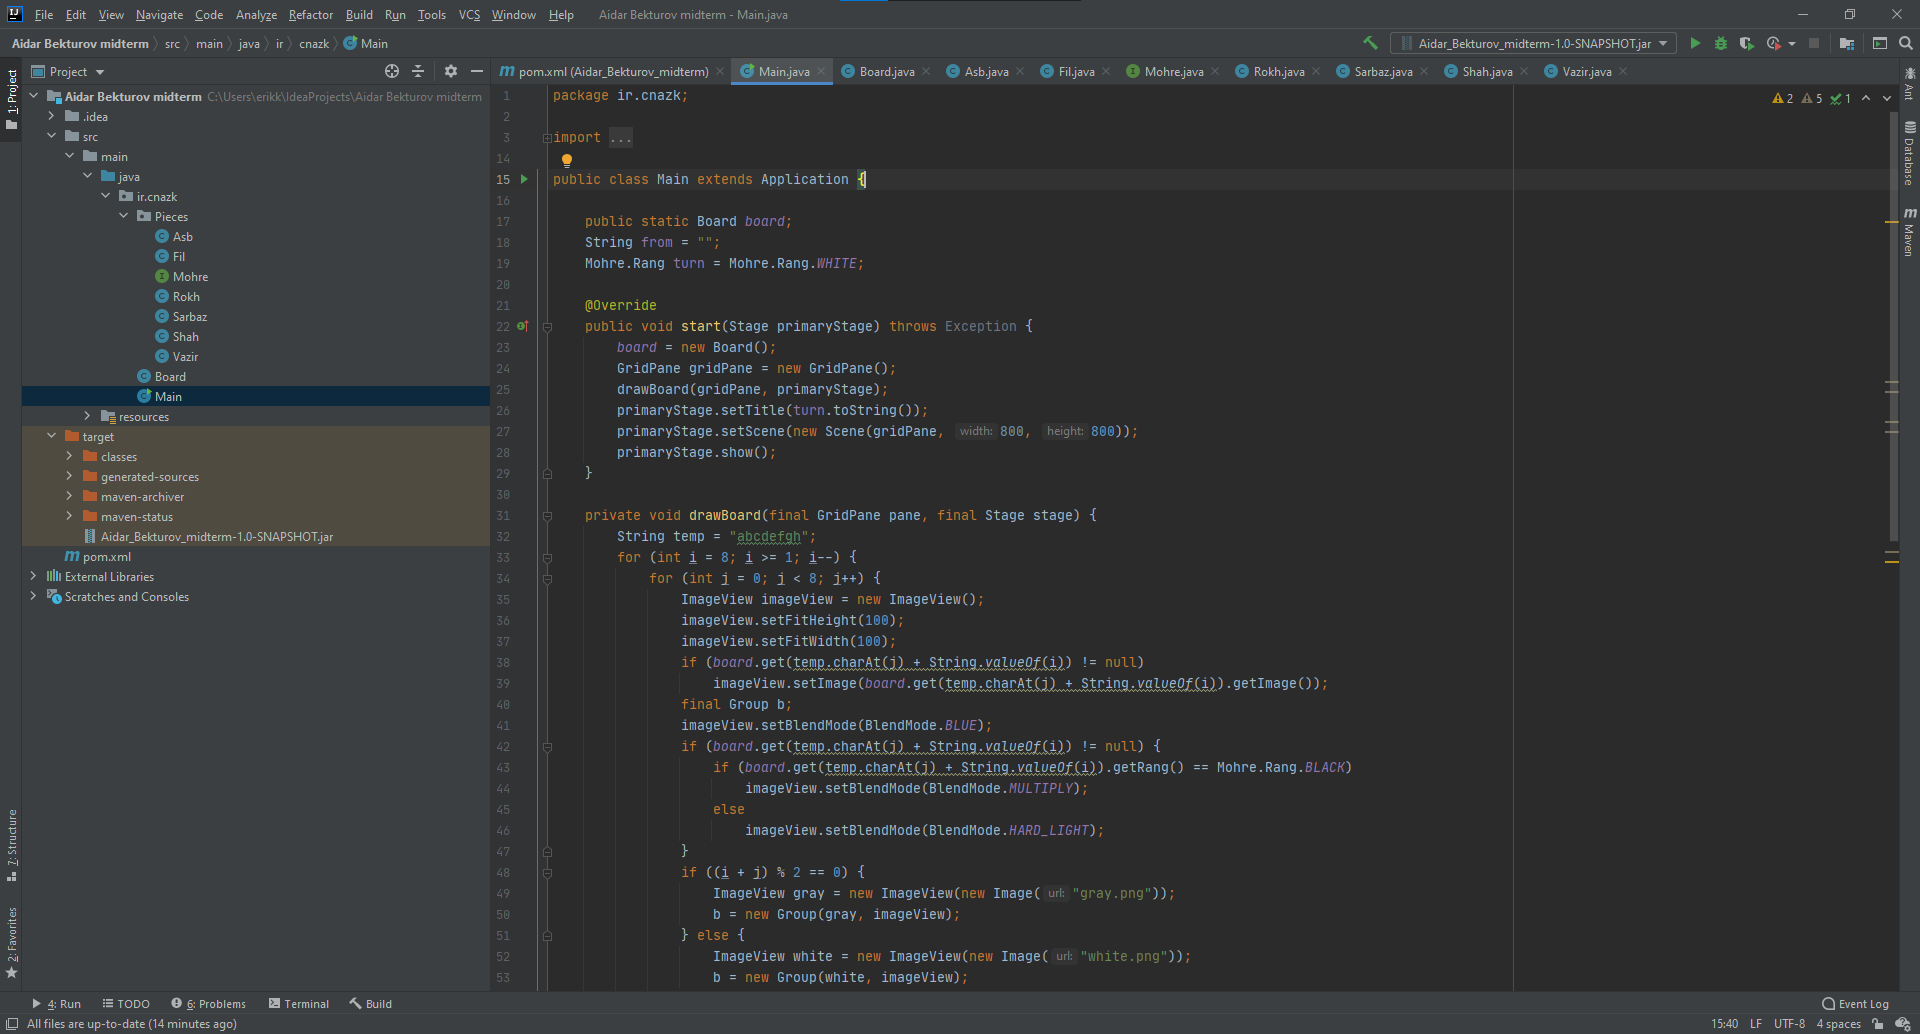 File Edit View Navigate Code Analyze Refactor Build Run Tools VCS Window Help Aidar Bekturov midterm - Main.java
Aidar Bekturov midterm src main java ir cnazk Main
Aidar_Bekturov_midterm-1.0-SNAPSHOT.jar
Project
pom.xml (Aidar_Bekturov_midterm) Main.java Board.java Asb.java Fil.java Mohre.java Rokh.java Sarbaz.java Shah.java Vazir.java
1: Project
7: Structure
2: Favorites
Aidar Bekturov midterm C:\Users\erikk\IdeaProjects\Aidar Bekturov midterm
.idea
src
main
java
ir.cnazk
Pieces
Asb
Fil
Mohre
Rokh
Sarbaz
Shah
Vazir
Board
Main
resources
target
classes
generated-sources
maven-archiver
maven-status
Aidar_Bekturov_midterm-1.0-SNAPSHOT.jar
pom.xml
External Libraries
Scratches and Consoles
1 package ir.cnazk;
2
3 import ...
14
15 public class Main extends Application {
16
17 public static Board board;
18 String from = "";
19 Mohre.Rang turn = Mohre.Rang.WHITE;
20
21 @Override
22 public void start(Stage primaryStage) throws Exception {
23 board = new Board();
24 GridPane gridPane = new GridPane();
25 drawBoard(gridPane, primaryStage);
26 primaryStage.setTitle(turn.toString());
27 primaryStage.setScene(new Scene(gridPane, width: 800, height: 800));
28 primaryStage.show();
29 }
30
31 private void drawBoard(final GridPane pane, final Stage stage) {
32 String temp = "abcdefgh";
33 for (int i = 8; i >= 1; i--) {
34 for (int j = 0; j < 8; j++) {
35 ImageView imageView = new ImageView();
36 imageView.setFitHeight(100);
37 imageView.setFitWidth(100);
38 if (board.get(temp.charAt(j) + String.valueOf(i)) != null)
39 imageView.setImage(board.get(temp.charAt(j) + String.valueOf(i)).getImage());
40 final Group b;
41 imageView.setBlendMode(BlendMode.BLUE);
42 if (board.get(temp.charAt(j) + String.valueOf(i)) != null) {
43 if (board.get(temp.charAt(j) + String.valueOf(i)).getRang() == Mohre.Rang.BLACK)
44 imageView.setBlendMode(BlendMode.MULTIPLY);
45 else
46 imageView.setBlendMode(BlendMode.HARD_LIGHT);
47 }
48 if ((i + j) % 2 == 0) {
49 ImageView gray = new ImageView(new Image( url: "gray.png"));
50 b = new Group(gray, imageView);
51 } else {
52 ImageView white = new ImageView(new Image( url: "white.png"));
53 b = new Group(white, imageView);
2 5 1
Ant
Database
Maven
4: Run TODO 6: Problems Terminal Build Event Log
All files are up-to-date (14 minutes ago) 15:40 LF UTF-8 4 spaces